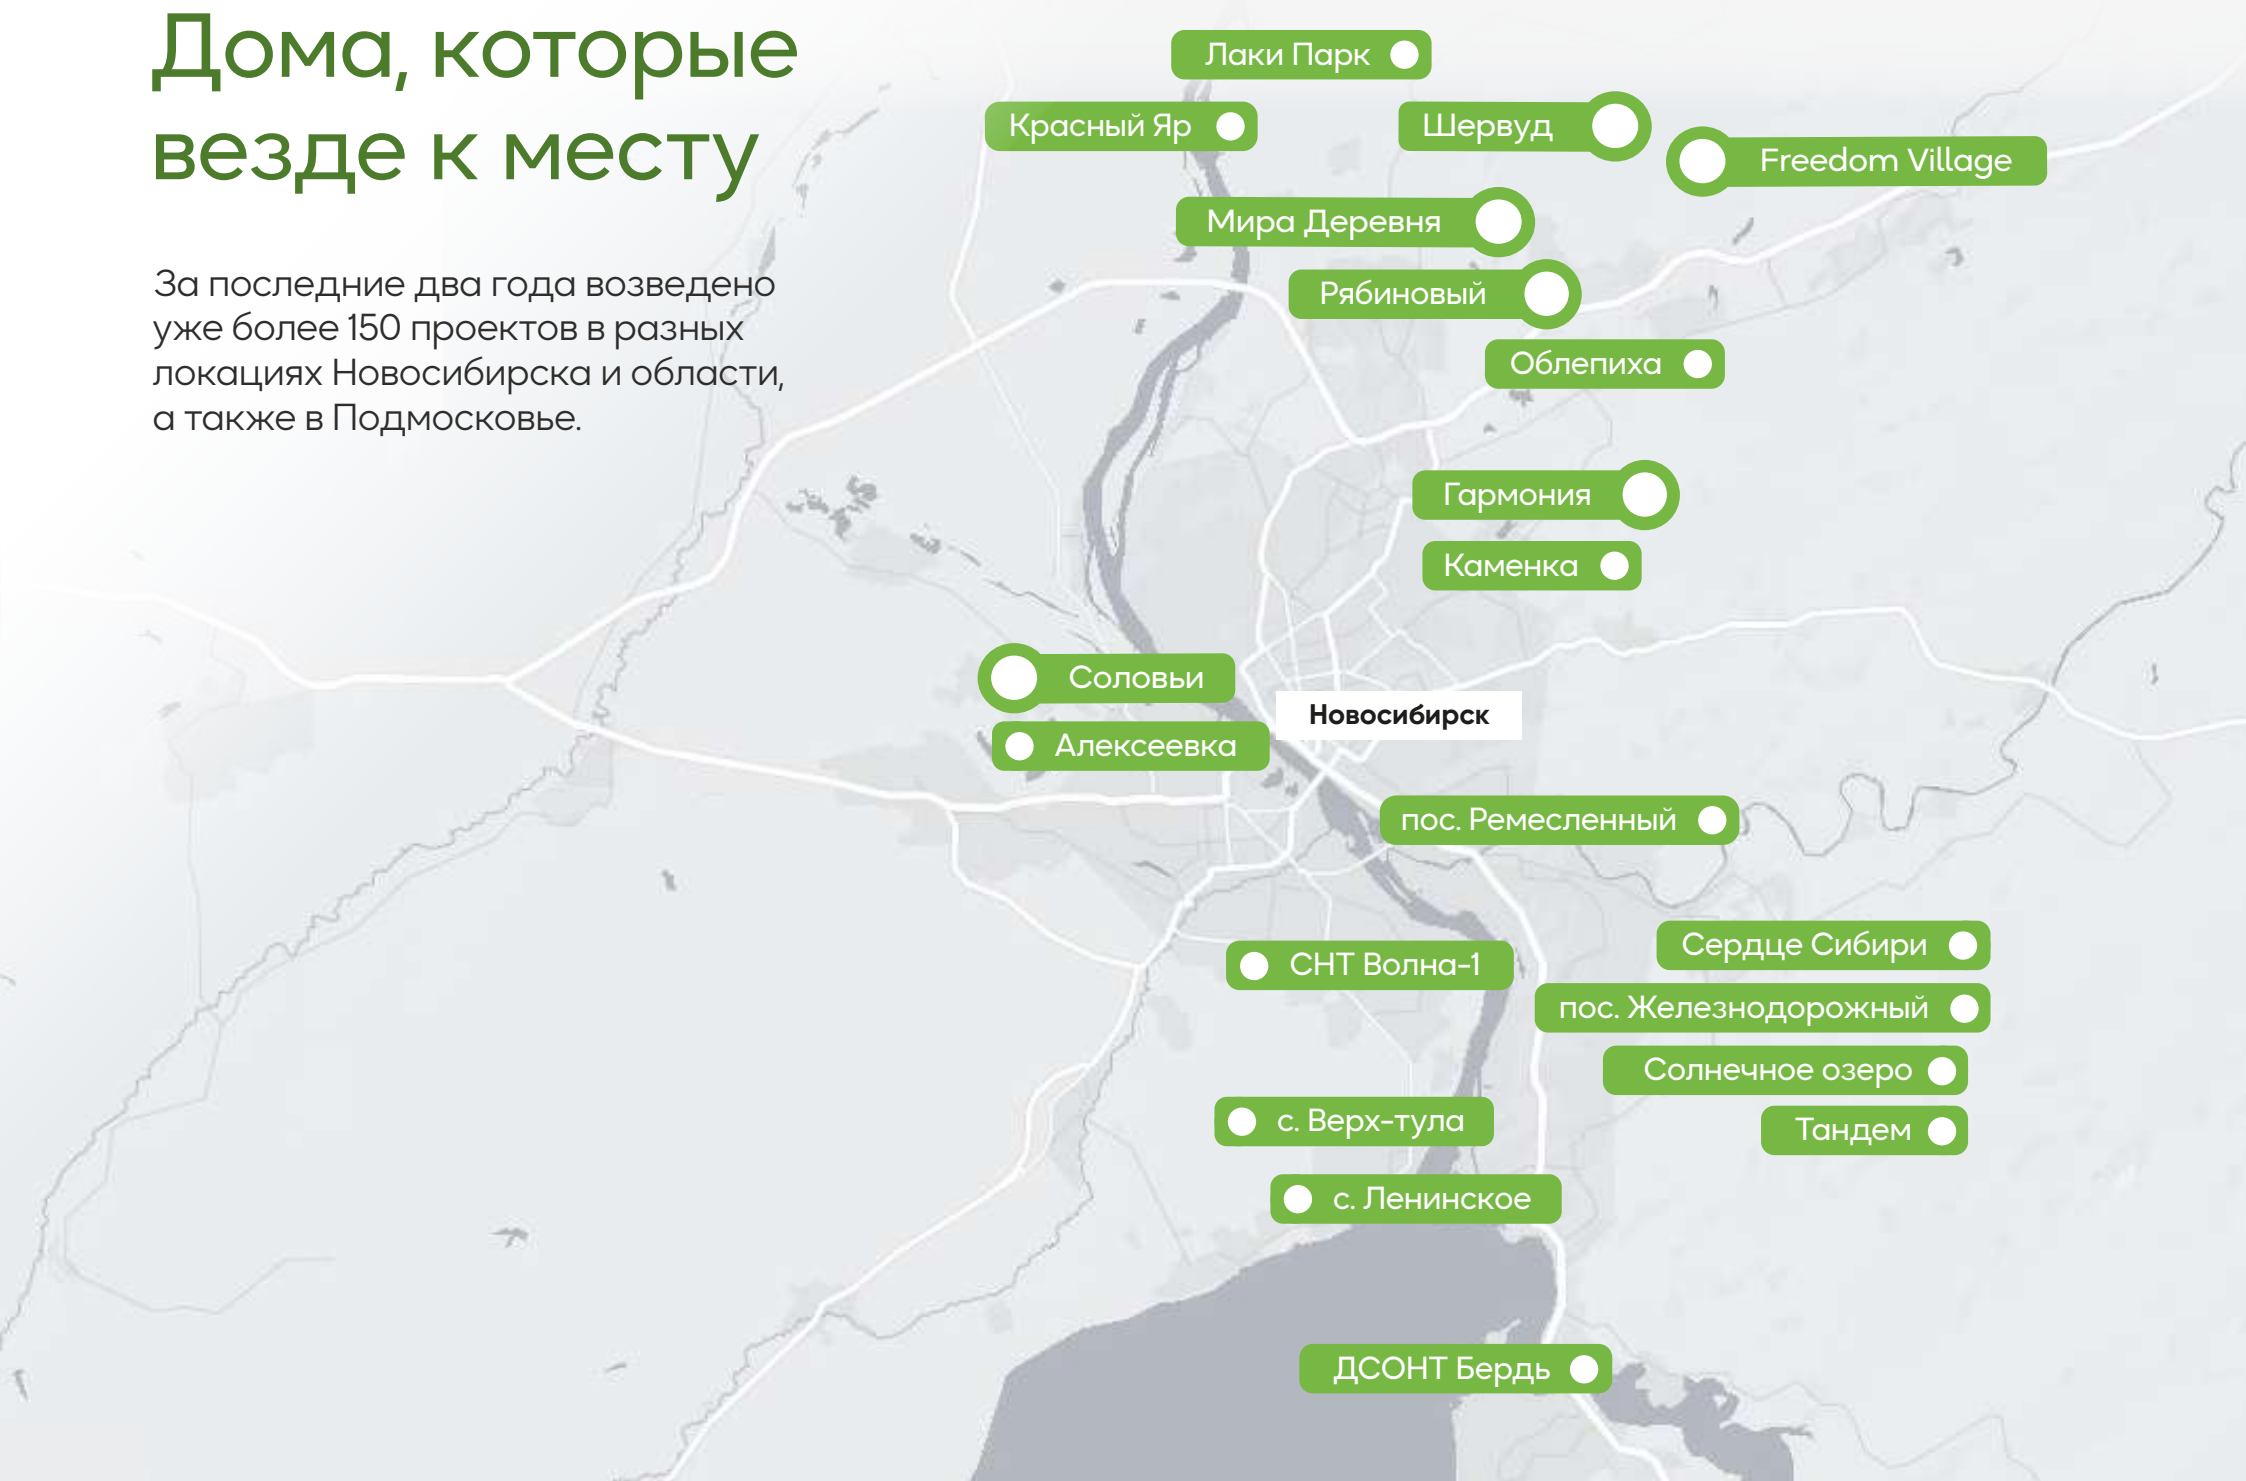 Дома, которые
везде к месту
За последние два года возведено
уже более 150 проектов в разных
локациях Новосибирска и области,
а также в Подмосковье.
Лаки Парк
Красный Яр
Шервуд
Freedom Village
Мира Деревня
Рябиновый
Облепиха
Гармония
Каменка
Соловьи
Новосибирск
Алексеевка
пос. Ремесленный
Сердце Сибири
СНТ Волна-1
пос. Железнодорожный
Солнечное озеро
с. Верх-тула
Тандем
с. Ленинское
ДСОНТ Бердь